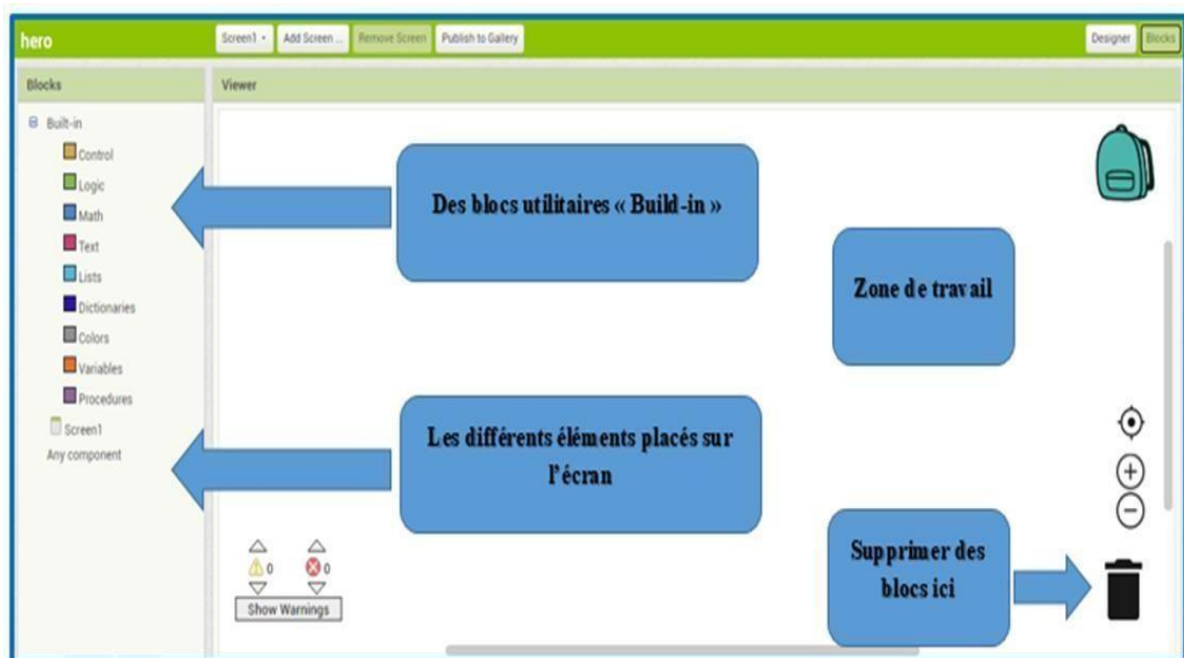 hero
Screen1
Add Screen ...
Remove Screen
Publish to Gallery
Designer
Blocks
Blocks
Viewer
Built-in
Control
Logic
Math
Text
Lists
Dictionaries
Colors
Variables
Procedures
Screen1
Any component
Des blocs utilitaires « Build-in »
Zone de travail
Les différents éléments placés sur
l'écran
Supprimer des
blocs ici
0
0
Show Warnings